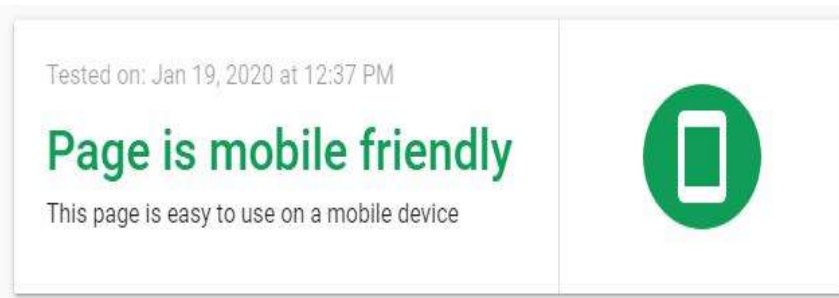 Tested on: Jan 19, 2020 at 12:37 PM
Page is mobile friendly
This page is easy to use on a mobile device